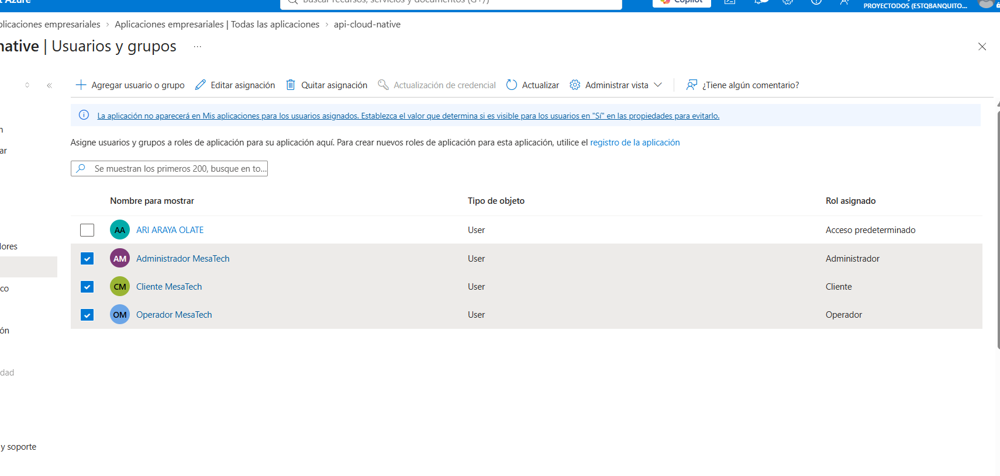 Azure
Buscar recursos, servicios y documentos (G+/)
Copilot
PROYECTODOS (ESTQBANQUITO...
plicaciones empresariales > Aplicaciones empresariales | Todas las aplicaciones > api-cloud-native
native | Usuarios y grupos ...
Agregar usuario o grupo Editar asignación Quitar asignación Actualización de credencial Actualizar Administrar vista ¿Tiene algún comentario?
La aplicación no aparecerá en Mis aplicaciones para los usuarios asignados. Establezca el valor que determina si es visible para los usuarios en "Sí" en las propiedades para evitarlo.
n
Asigne usuarios y grupos a roles de aplicación para su aplicación aquí. Para crear nuevos roles de aplicación para esta aplicación, utilice el registro de la aplicación
ar
Se muestran los primeros 200, busque en to...
Nombre para mostrar Tipo de objeto Rol asignado
AA ARI ARAYA OLATE User Acceso predeterminado
lores
AM Administrador MesaTech User Administrador
CM Cliente MesaTech User Cliente
co
OM Operador MesaTech User Operador
ón
dad
y soporte